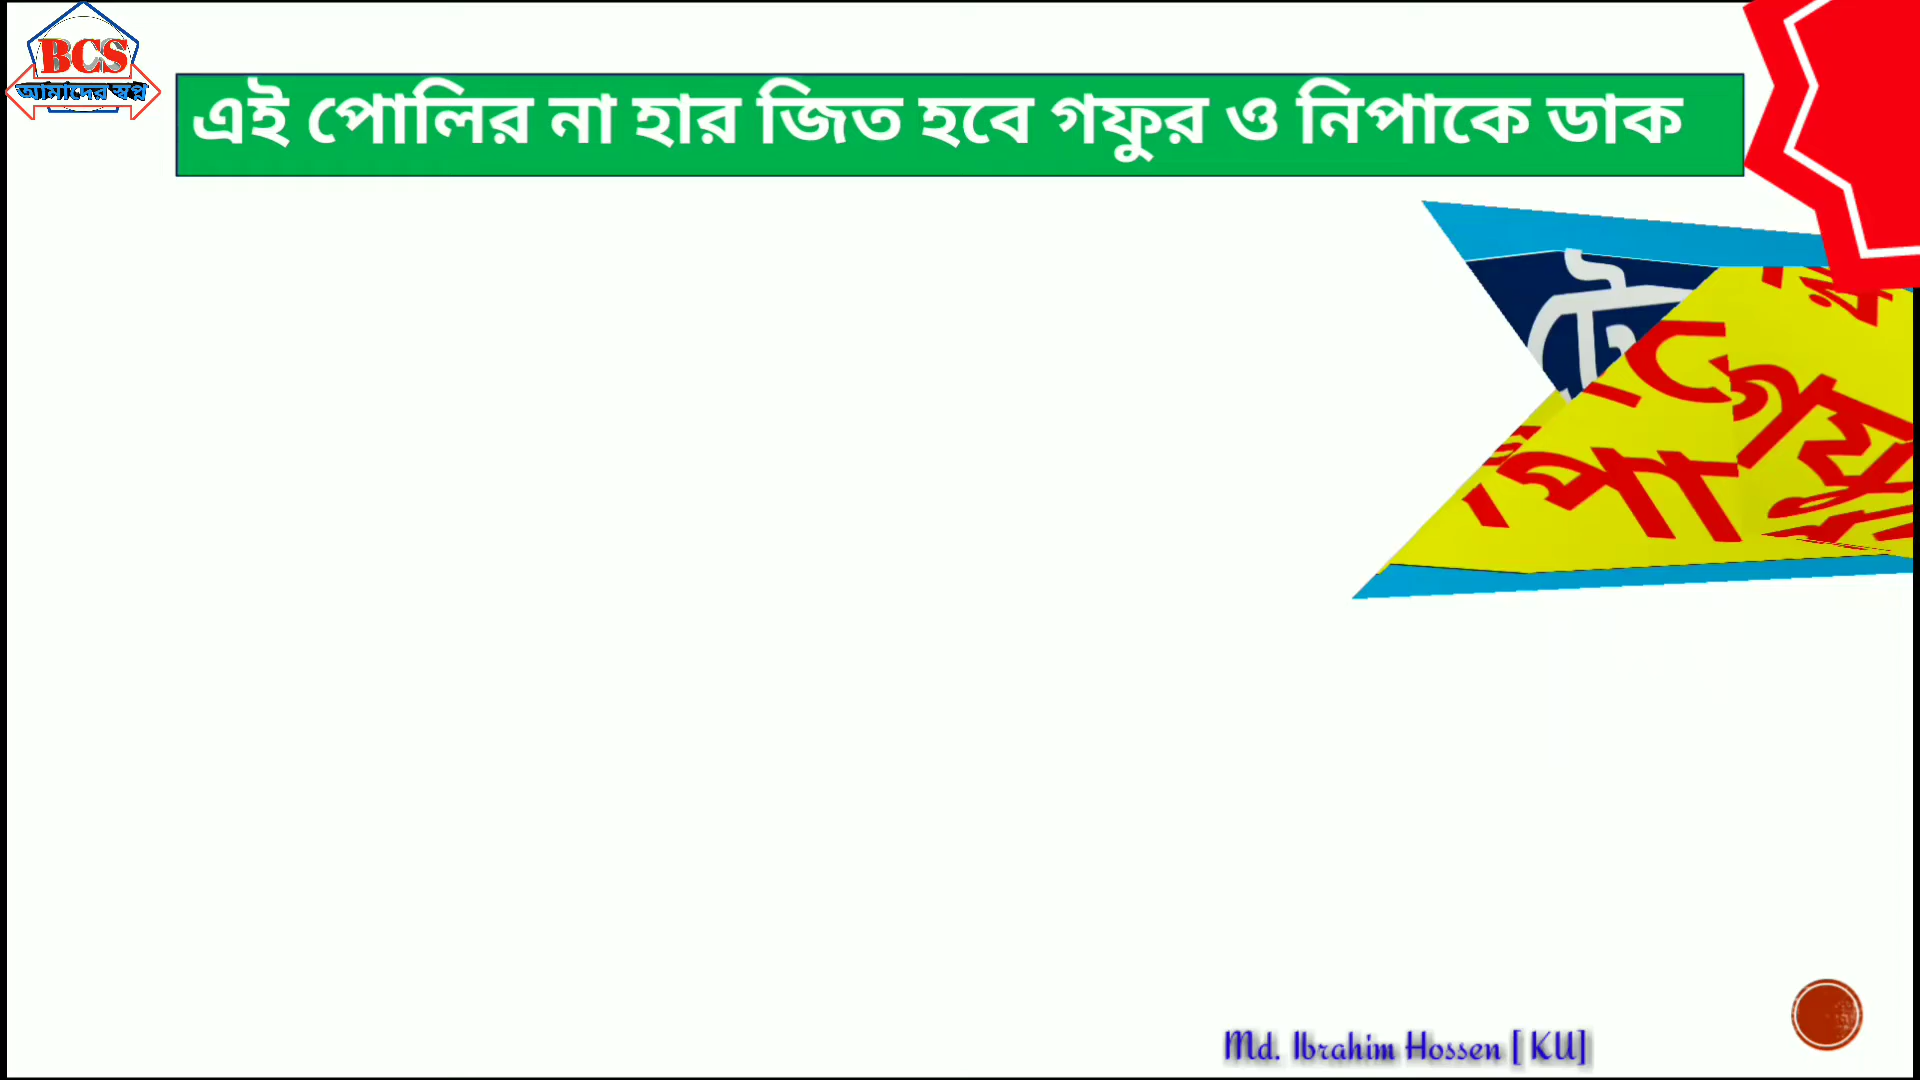 BCS
আমাদের স্বপ্ন
এই পোলির না হার জিত হবে গফুর ও নিপাকে ডাক
Md. Ibrahim Hossen [ KU]